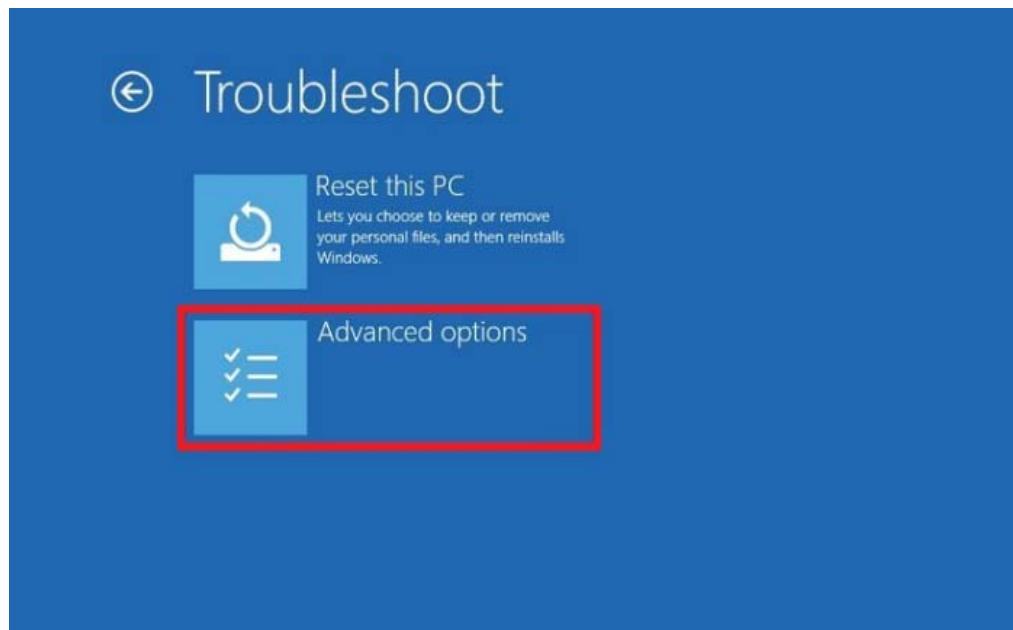 Troubleshoot
Reset this PC
Lets you choose to keep or remove
your personal files, and then reinstalls
Windows.
Advanced options